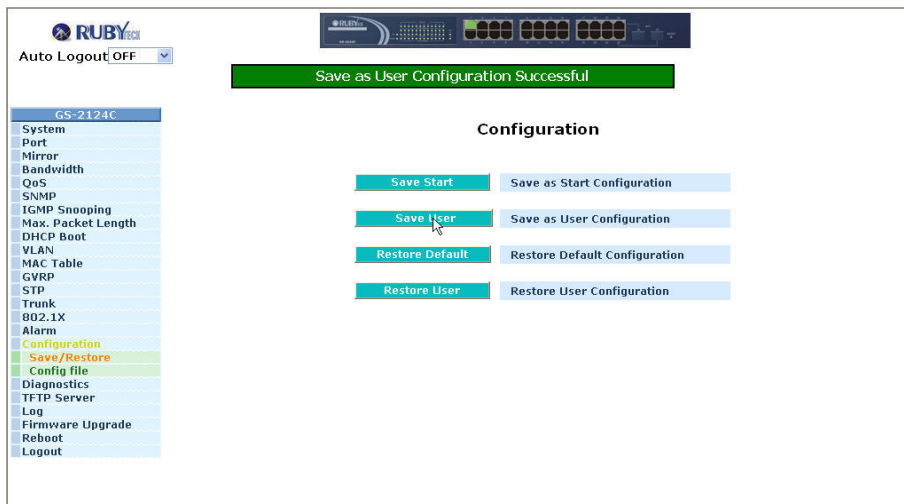 RUBYTECH
Auto Logout OFF
RUBY
Save as User Configuration Successful
GS-2124C
System
Port
Mirror
Bandwidth
QoS
SNMP
IGMP Snooping
Max. Packet Length
DHCP Boot
VLAN
MAC Table
GVRP
STP
Trunk
802.1X
Alarm
Configuration
Save/Restore
Config file
Diagnostics
TFTP Server
Log
Firmware Upgrade
Reboot
Logout
Configuration
Save Start Save as Start Configuration
Save User Save as User Configuration
Restore Default Restore Default Configuration
Restore User Restore User Configuration